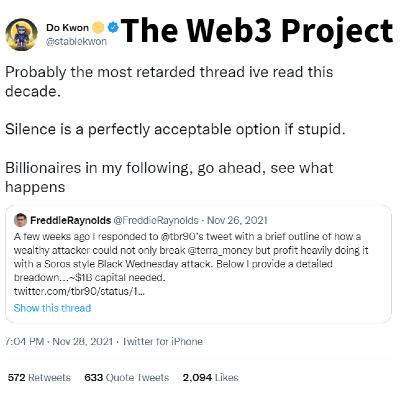 Do Kwon
The Web3 Project
@stablekwon
Probably the most retarded thread ive read this
decade.
Silence is a perfectly acceptable option if stupid.
Billionaires in my following, go ahead, see what
happens
FreddieRaynolds @FreddieRaynolds · Nov 26, 2021
A few weeks ago I responded to @tbr90's tweet with a brief outline of how a
wealthy attacker could not only break @terra_money but profit heavily doing it
with a Soros style Black Wednesday attack. Below I provide a detailed
breadown...~$1B capital needed.
twitter.com/tbr90/status/1...
Show this thread
7:04 PM · Nov 28, 2021 · Twitter for iPhone
572 Retweets 633 Quote Tweets 2,094 Likes